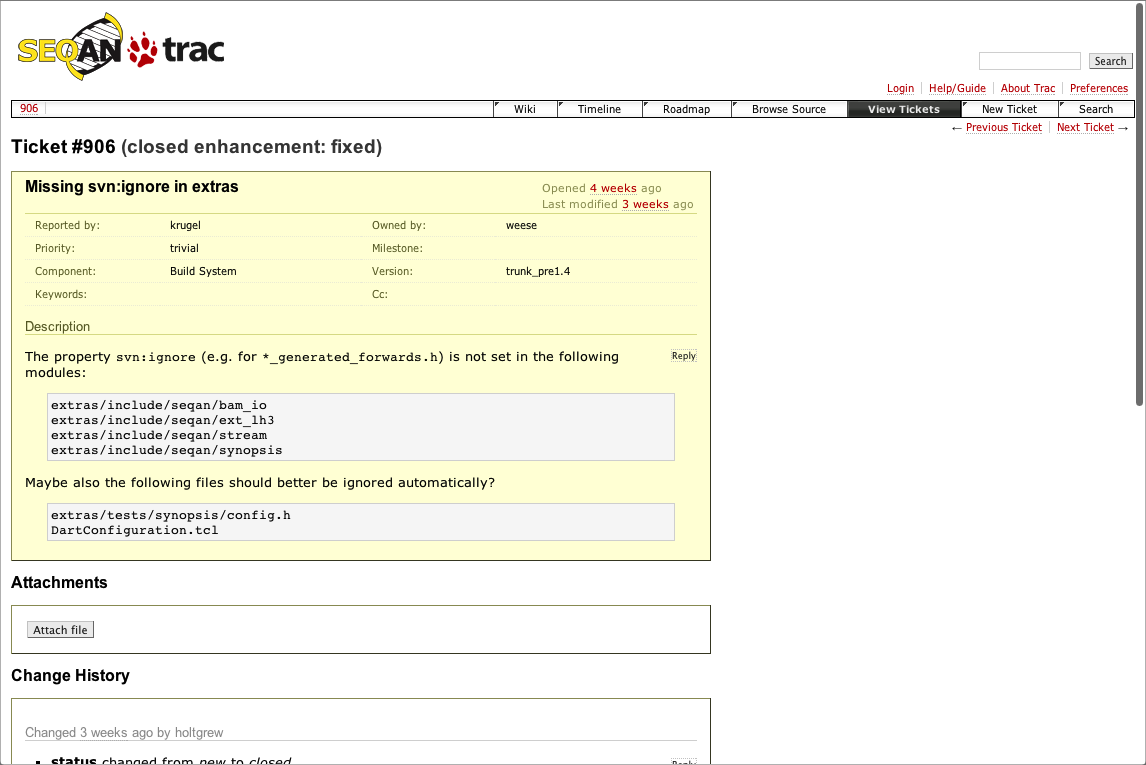 SEQAN trac
Search
Login Help/Guide About Trac Preferences
906 Wiki Timeline Roadmap Browse Source View Tickets New Ticket Search
← Previous Ticket Next Ticket →
Ticket #906 (closed enhancement: fixed)
Missing svn:ignore in extras
Opened 4 weeks ago
Last modified 3 weeks ago
Reported by: krugel Owned by: weese
Priority: trivial Milestone:
Component: Build System Version: trunk_pre1.4
Keywords: Cc:
Description
The property svn:ignore (e.g. for *_generated_forwards.h) is not set in the following Reply
modules:
extras/include/seqan/bam_io
extras/include/seqan/ext_lh3
extras/include/seqan/stream
extras/include/seqan/synopsis
Maybe also the following files should better be ignored automatically?
extras/tests/synopsis/config.h
DartConfiguration.tcl
Attachments
Attach file
Change History
Changed 3 weeks ago by holtgrew
status changed from new to closed Reply